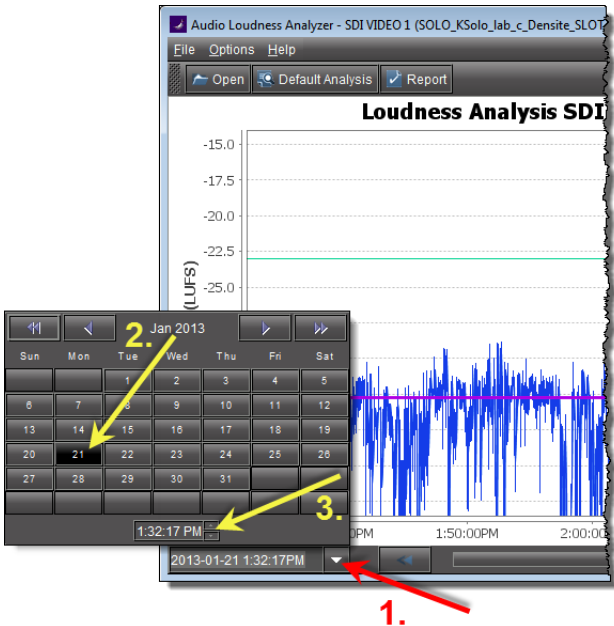 Audio Loudness Analyzer - SDI VIDEO 1 (SOLO_KSolo_lab_c_Densite_SLOT
File Options Help
Open Default Analysis Report
Loudness Analysis SDI
-15.0
-17.5
-20.0
-22.5
-25.0
(LUFS)
Jan 2013
2.
Sun Mon Tue Wed Thu Fri Sat
1 2 3 4 5
6 7 8 9 10 11 12
13 14 15 16 17 18 19
20 21 22 23 24 25 26
27 28 29 30 31
3.
1:32:17 PM
PM 1:50:00PM 2:00:00
2013-01-21 1:32:17PM
1.